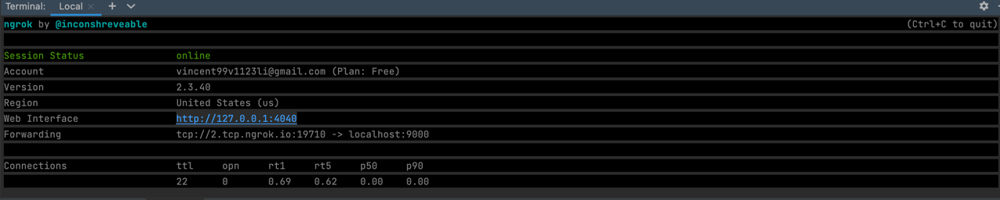 Terminal: Local × +
ngrok by @inconshreveable (Ctrl+C to quit)
Session Status online
Account vincent99v1123li@gmail.com (Plan: Free)
Version 2.3.40
Region United States (us)
Web Interface http://127.0.0.1:4040
Forwarding tcp://2.tcp.ngrok.io:19710 -> localhost:9000
Connections ttl opn rt1 rt5 p50 p90
22 0 0.69 0.62 0.00 0.00